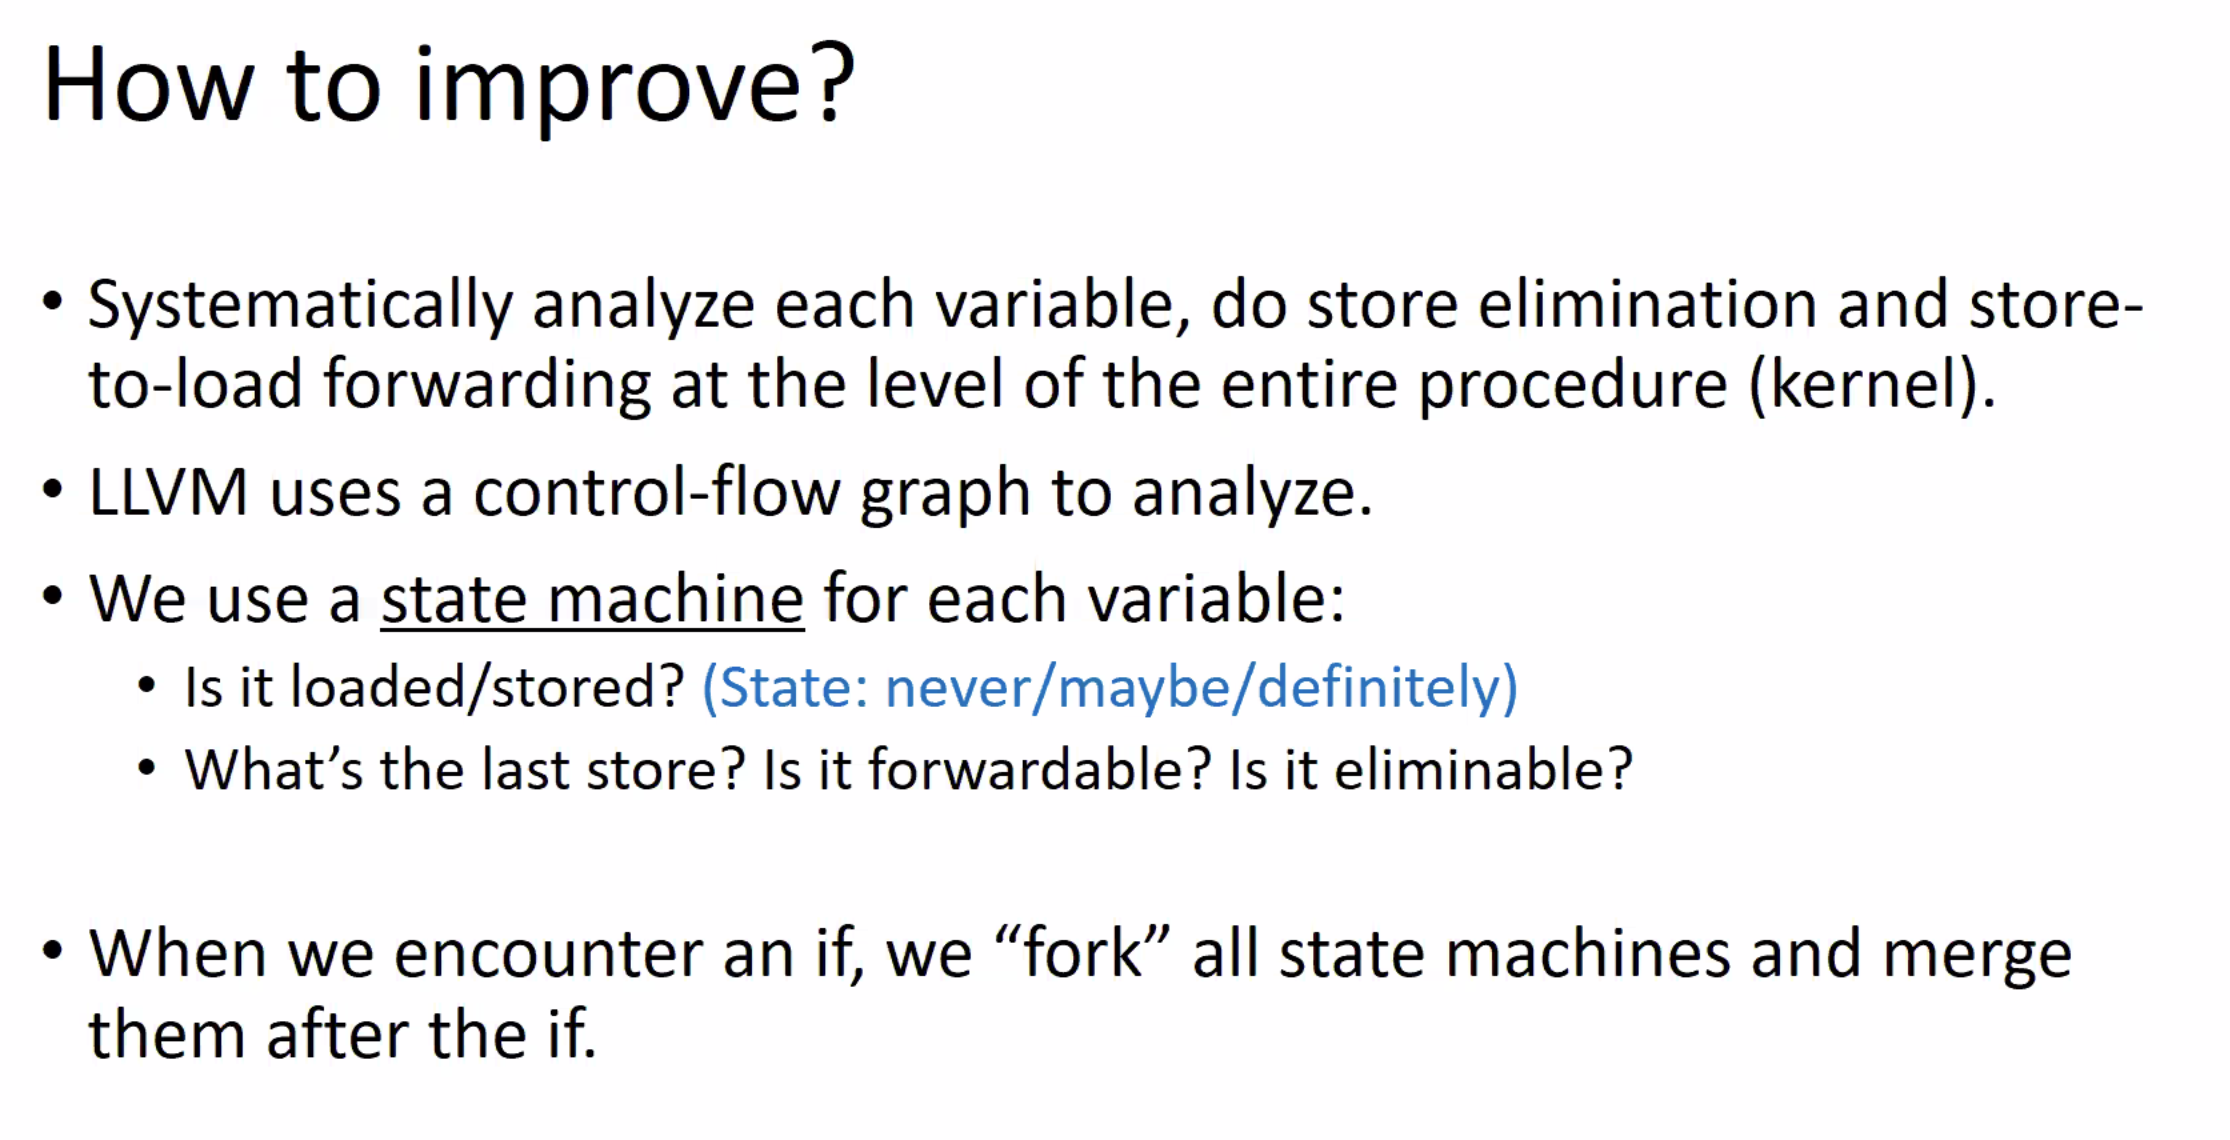 How to improve?
• Systematically analyze each variable, do store elimination and store-
to-load forwarding at the level of the entire procedure (kernel).
• LLVM uses a control-flow graph to analyze.
• We use a state machine for each variable:
• Is it loaded/stored? (State: never/maybe/definitely)
• What’s the last store? Is it forwardable? Is it eliminable?
• When we encounter an if, we “fork” all state machines and merge
them after the if.